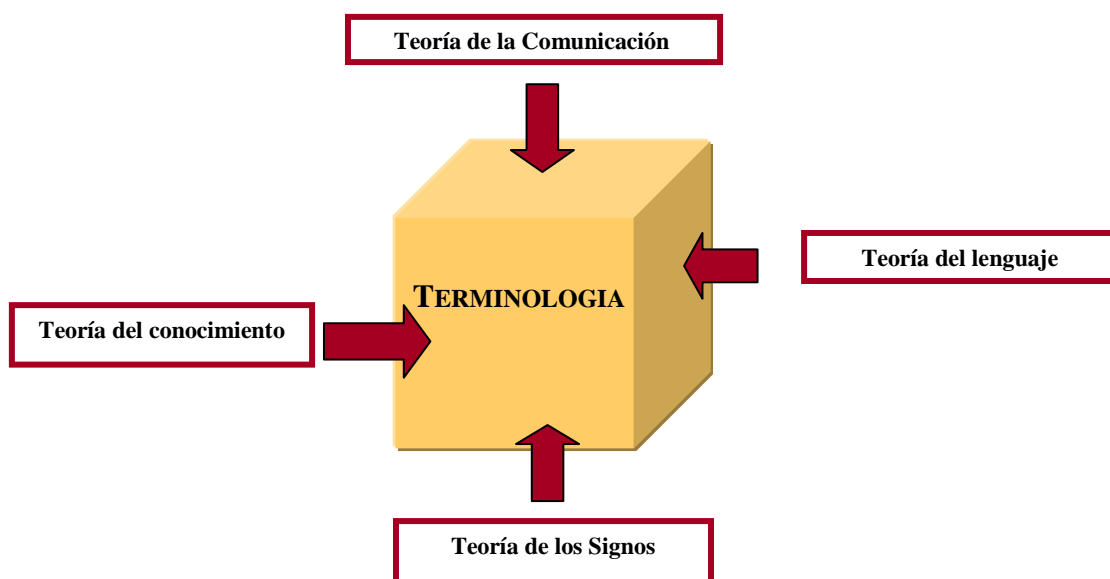 Teoría de la Comunicación
Teoría del lenguaje
TERMINOLOGIA
Teoría del conocimiento
Teoría de los Signos